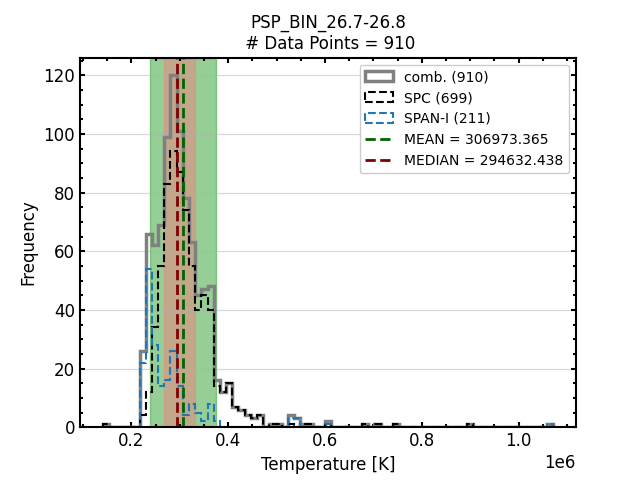 PSP_BIN_26.7-26.8
# Data Points = 910
comb. (910)
SPC (699)
SPAN-I (211)
MEAN = 306973.365
MEDIAN = 294632.438
Frequency
120
100
80
60
40
20
0
0.2
0.4
0.6
0.8
1.0
1e6
Temperature [K]